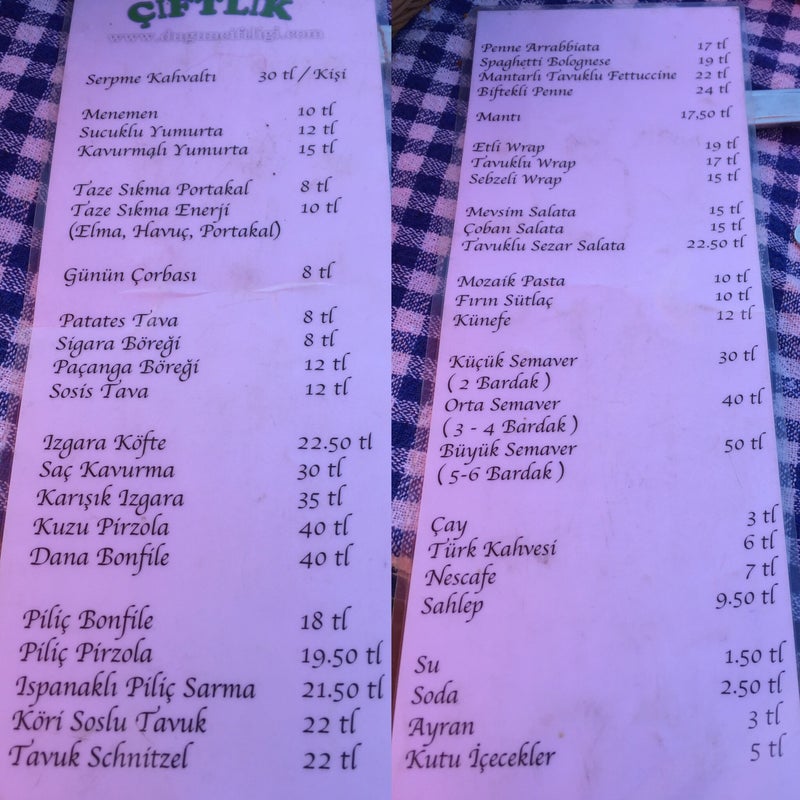 ÇİFTLİK
www.dugunciftligi.com
Serpme Kahvaltı 30 tl / Kişi
Menemen 10 tl
Sucuklu Yumurta 12 tl
Kavurmalı Yumurta 15 tl
Taze Sıkma Portakal 8 tl
Taze Sıkma Enerji 10 tl
(Elma, Havuç, Portakal)
Günün Çorbası 8 tl
Patates Tava 8 tl
Sigara Böreği 8 tl
Paçanga Böreği 12 tl
Sosis Tava 12 tl
Izgara Köfte 22.50 tl
Saç Kavurma 30 tl
Karışık Izgara 35 tl
Kuzu Pirzola 40 tl
Dana Bonfile 40 tl
Piliç Bonfile 18 tl
Piliç Pirzola 19.50 tl
Ispanaklı Piliç Sarma 21.50 tl
Köri Soslu Tavuk 22 tl
Tavuk Schnitzel 22 tl
Penne Arrabbiata 17 tl
Spaghetti Bolognese 19 tl
Mantarlı Tavuklu Fettuccine 22 tl
Biftekli Penne 24 tl
Mantı 17,50 tl
Etli Wrap 19 tl
Tavuklu Wrap 17 tl
Sebzeli Wrap 15 tl
Mevsim Salata 15 tl
Çoban Salata 15 tl
Tavuklu Sezar Salata 22.50 tl
Mozaik Pasta 10 tl
Fırın Sütlaç 10 tl
Künefe 12 tl
Küçük Semaver 30 tl
( 2 Bardak )
Orta Semaver 40 tl
( 3 - 4 Bardak )
Büyük Semaver 50 tl
( 5-6 Bardak )
Çay 3 tl
Türk Kahvesi 6 tl
Nescafe 7 tl
Sahlep 9.50 tl
Su 1.50 tl
Soda 2.50 tl
Ayran 3 tl
Kutu İçecekler 5 tl